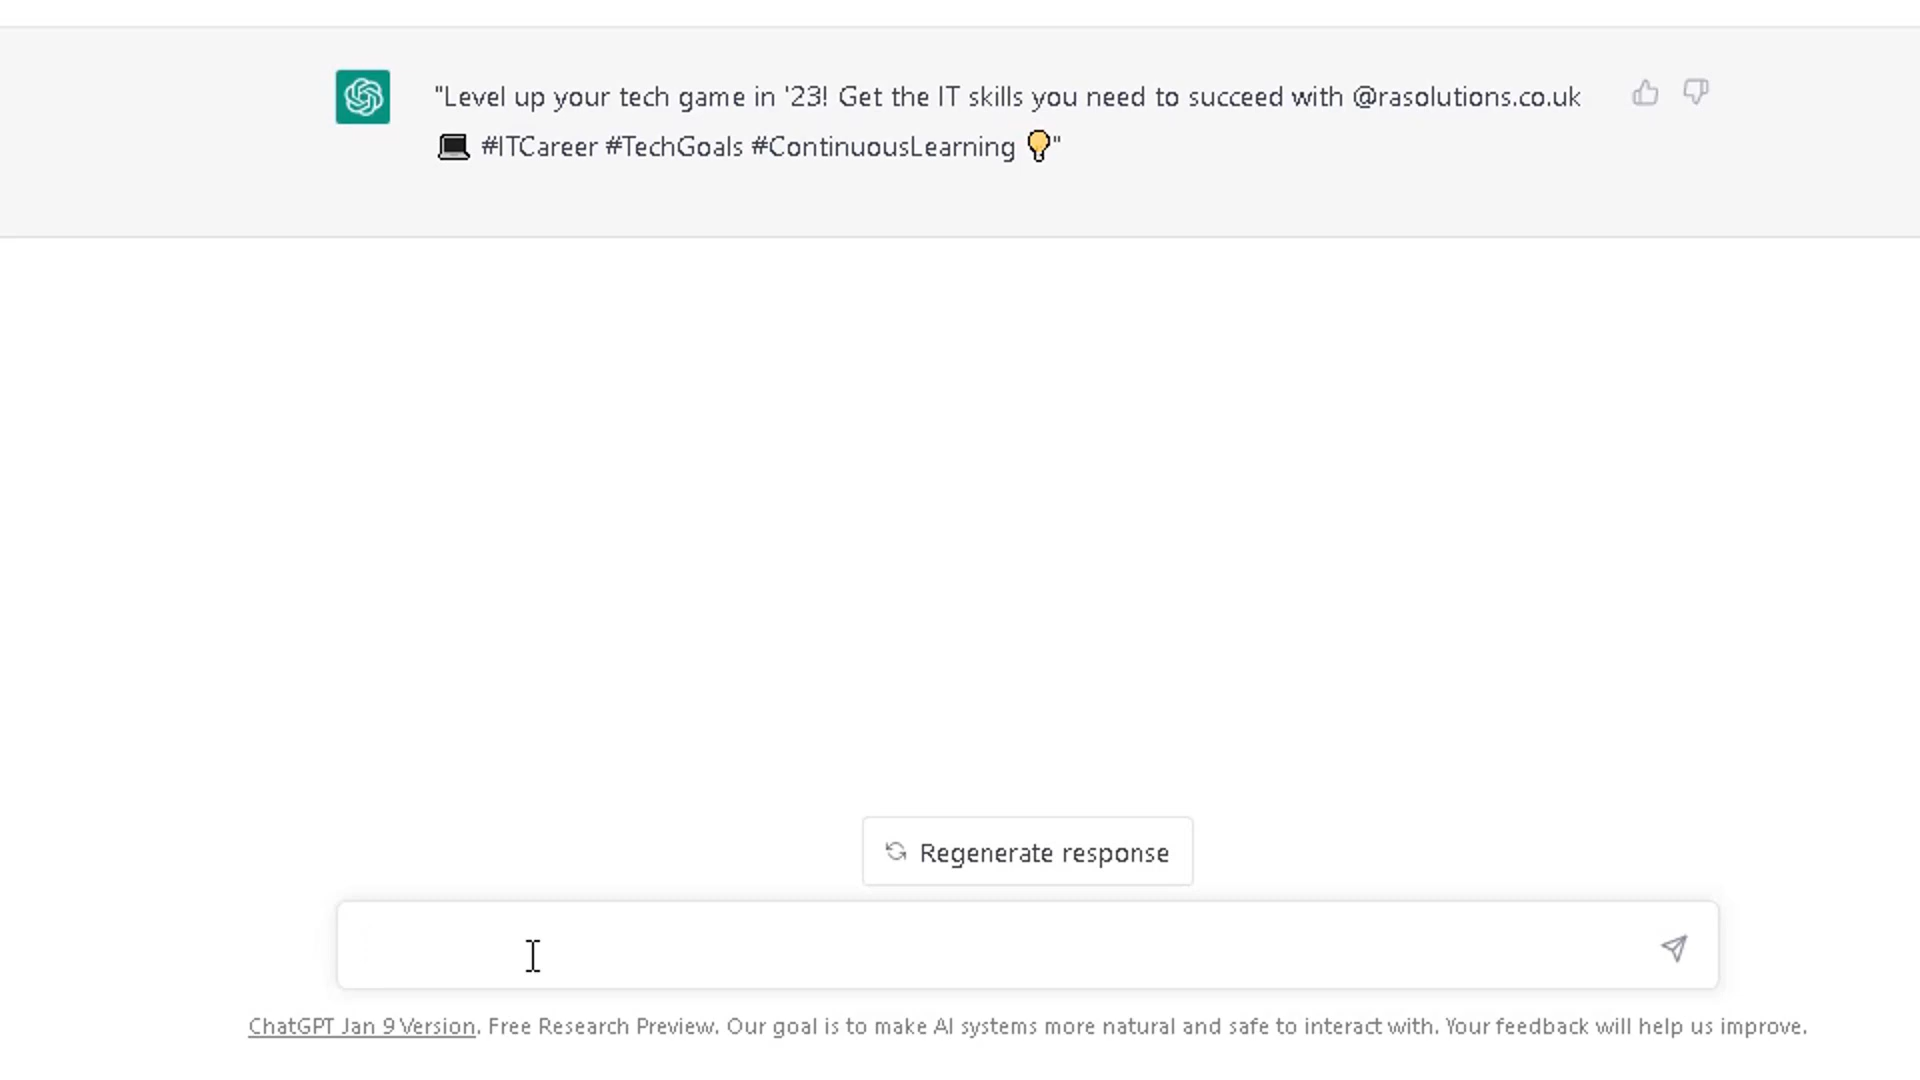 "Level up your tech game in '23! Get the IT skills you need to succeed with @rasolutions.co.uk
💻 #ITCareer #TechGoals #ContinuousLearning 💡"
Regenerate response
ChatGPT Jan 9 Version. Free Research Preview. Our goal is to make AI systems more natural and safe to interact with. Your feedback will help us improve.